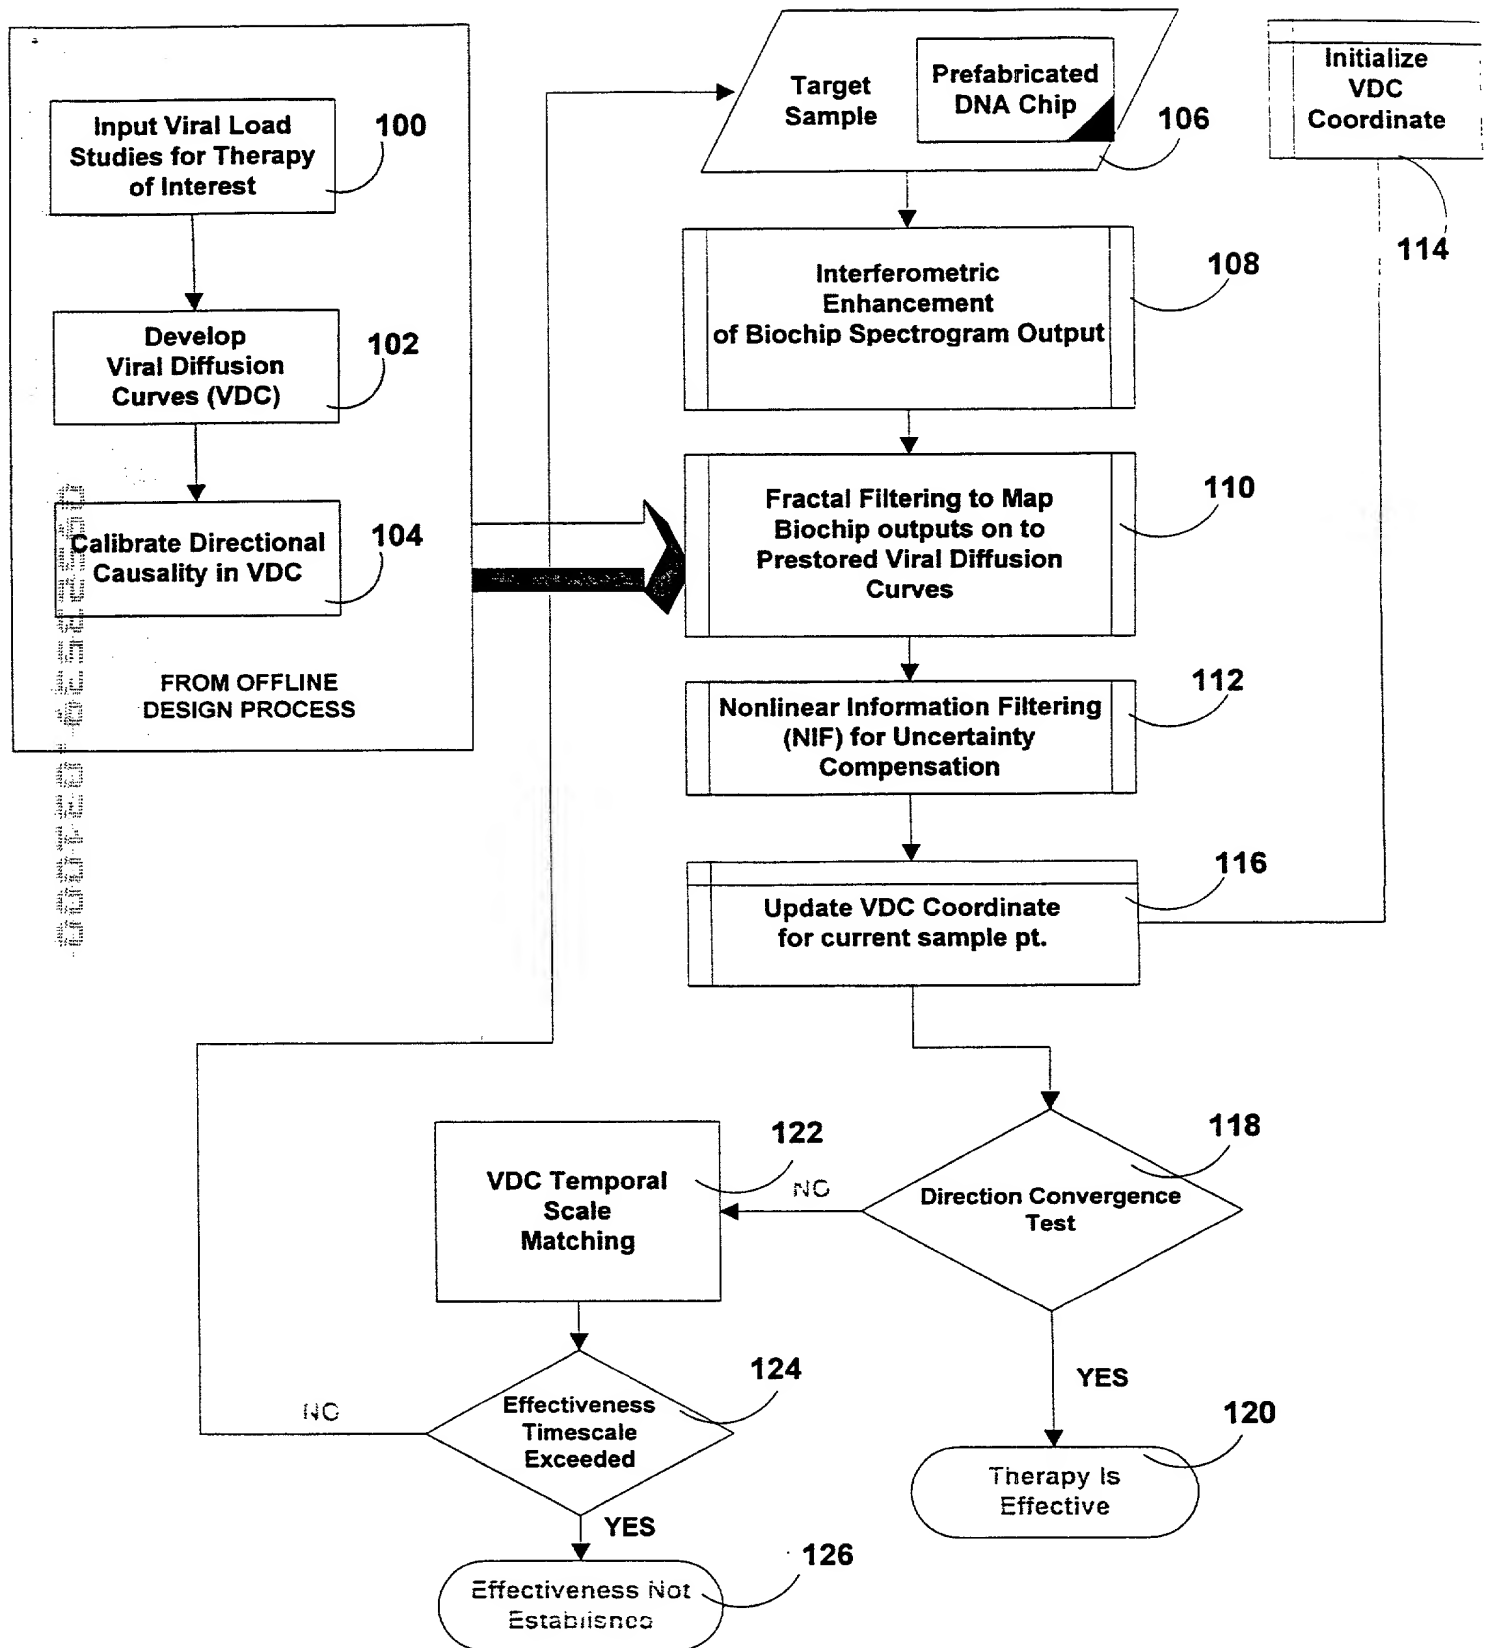 Input Viral Load
Studies for Therapy
of Interest
100
Develop
Viral Diffusion
Curves (VDC)
102
Calibrate Directional
Causality in VDC
104
FROM OFFLINE
DESIGN PROCESS
Target
Sample
Prefabricated
DNA Chip
106
Initialize
VDC
Coordinate
114
Interferometric
Enhancement
of Biochip Spectrogram Output
108
Fractal Filtering to Map
Biochip outputs on to
Prestored Viral Diffusion
Curves
110
Nonlinear Information Filtering
(NIF) for Uncertainty
Compensation
112
Update VDC Coordinate
for current sample pt.
116
Direction Convergence
Test
118
NO
YES
VDC Temporal
Scale
Matching
122
Effectiveness
Timescale
Exceeded
124
NO
YES
Therapy Is
Effective
120
Effectiveness Not
Established
126